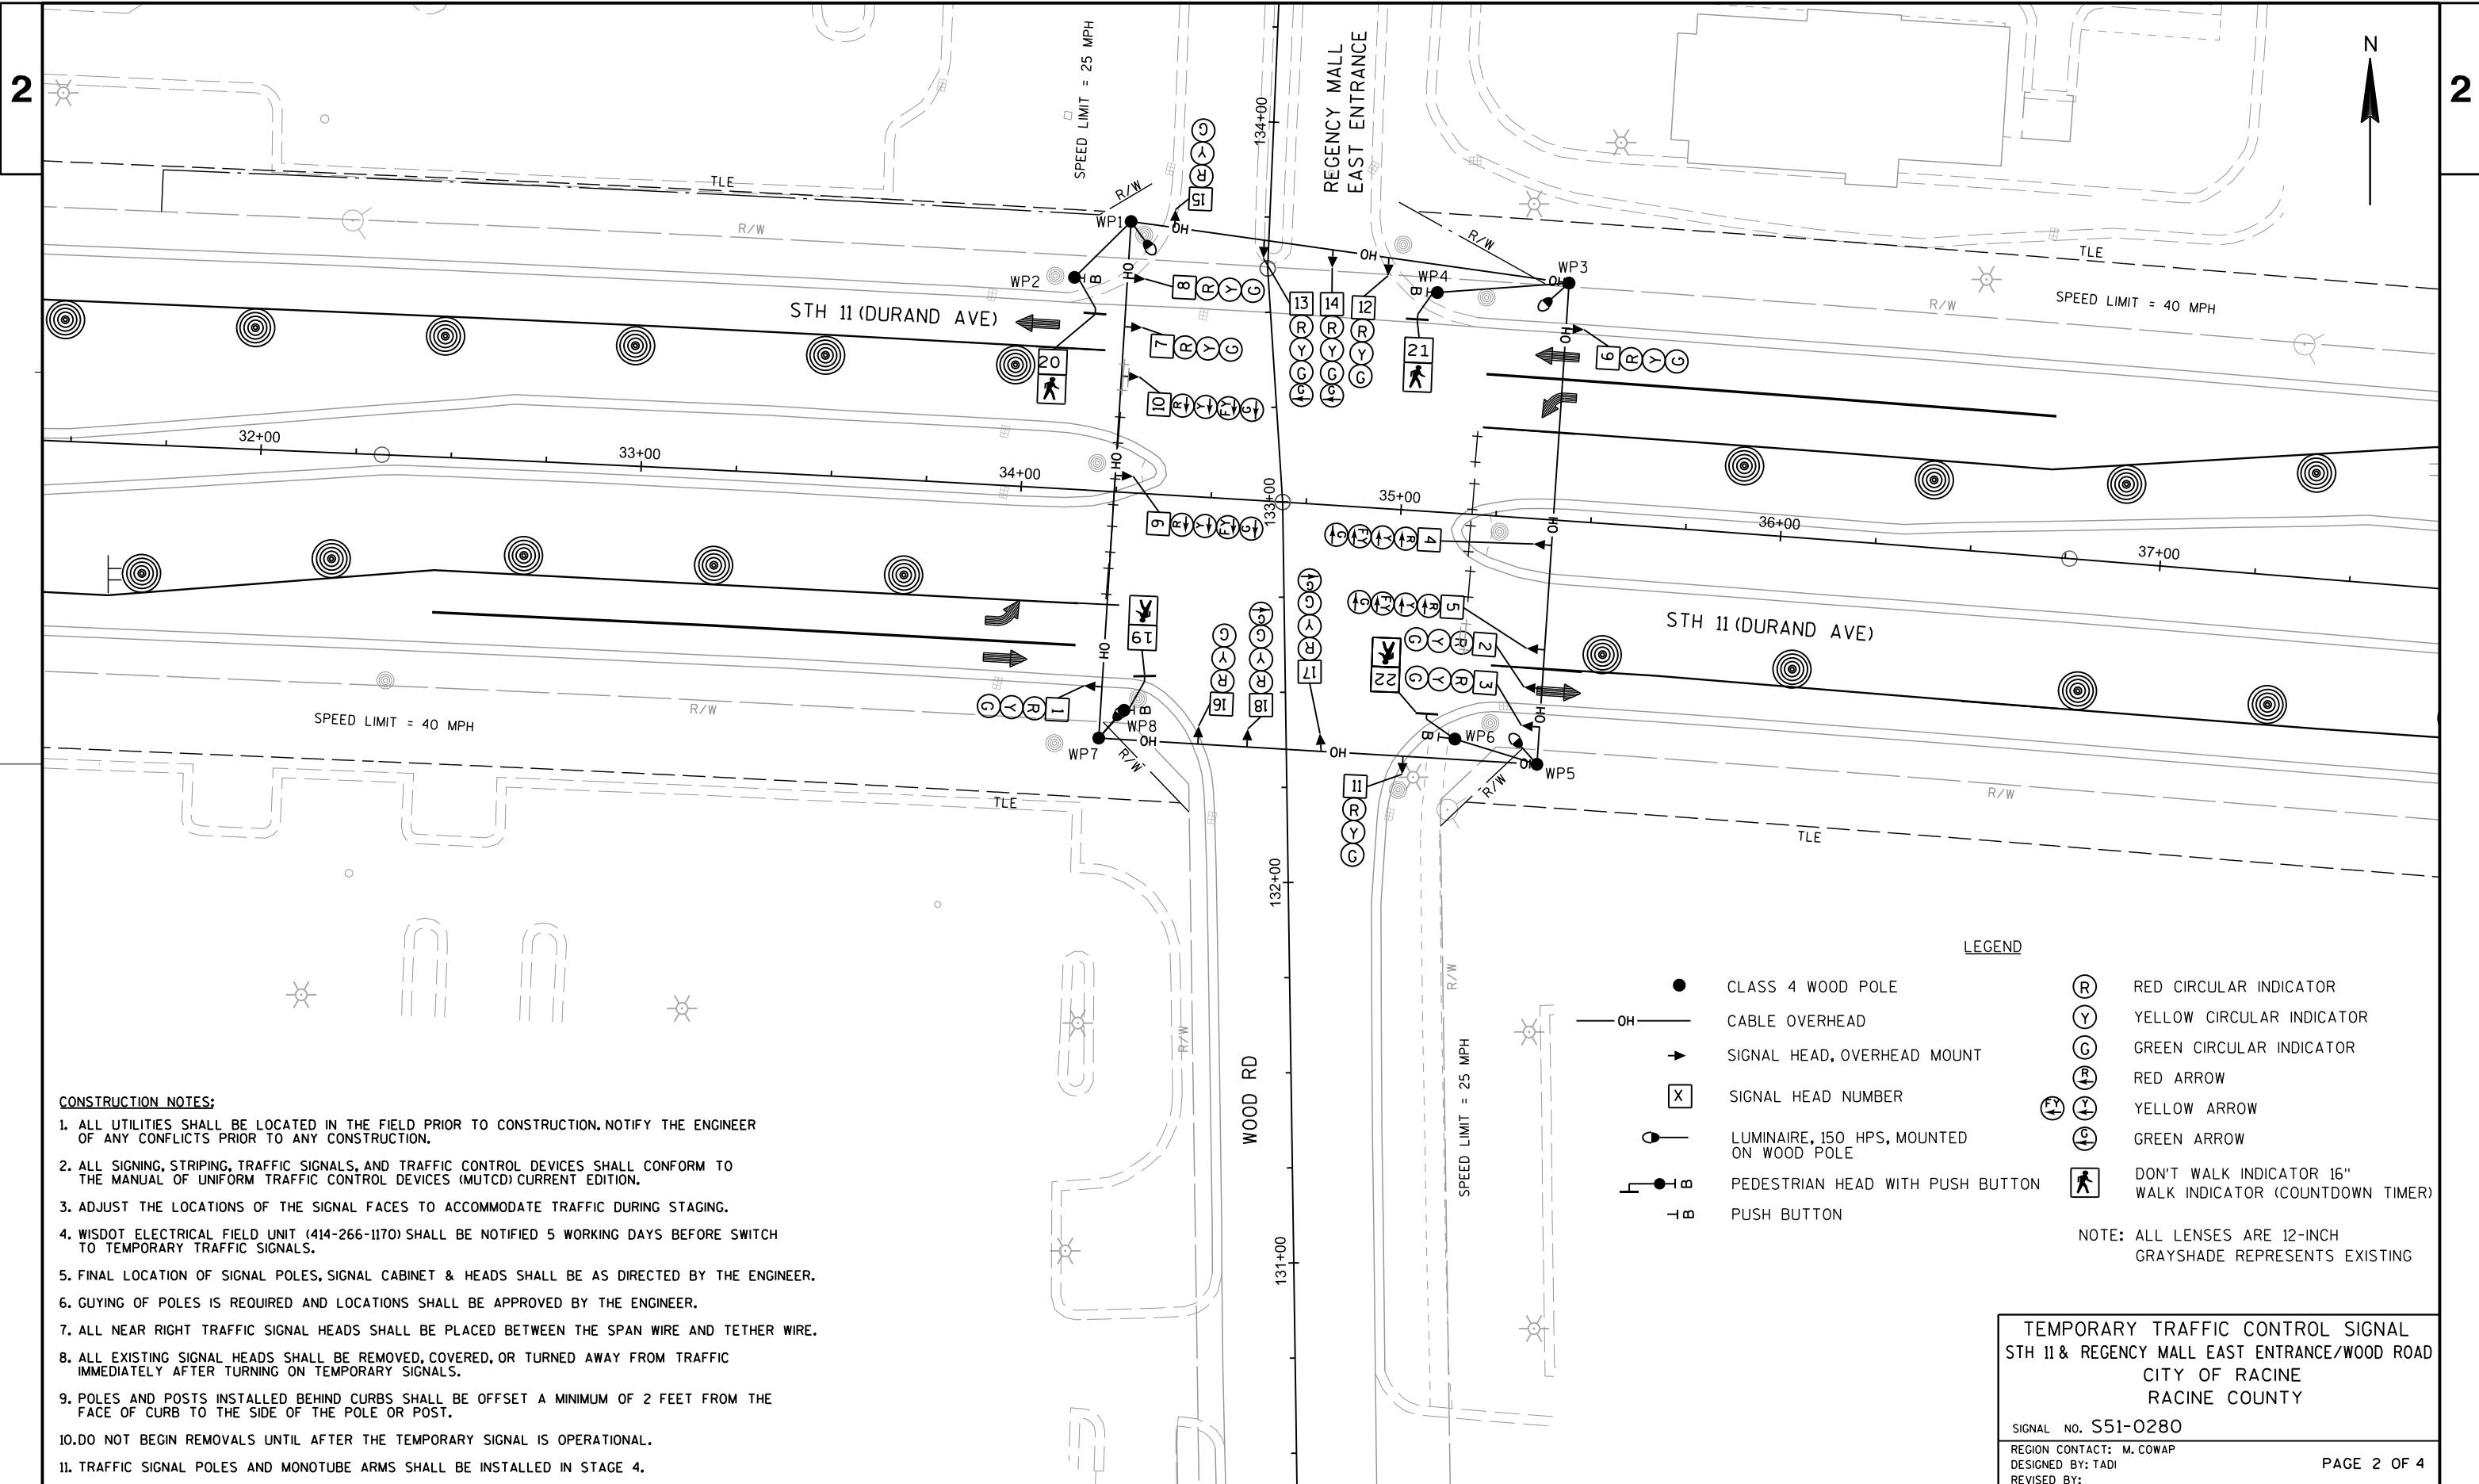 2
2
N
SPEED LIMIT = 25 MPH
134+00
REGENCY MALL
EAST ENTRANCE
G
Y
R
15
TLE
R/W
R/W
WP1
OH
OH
R/W
WP3
OH
TLE
WP2
B
OH
8 R Y G
WP4
B
R/W
SPEED LIMIT = 40 MPH
STH 11 (DURAND AVE)
13
R
Y
G
G
14
R
Y
G
G
12
R
Y
G
7 R Y G
21
OH
6 R Y G
20
10 R Y FY G
32+00
33+00
34+00
OH
133+00
35+00
36+00
37+00
OH
9 R Y FY G
G FY Y R 4
G FY Y R 5
19
OH
G
Y
R
16
G
G
Y
R
18
G
G
Y
R
17
22
G Y R 2
G Y R 3
STH 11 (DURAND AVE)
G Y R 1
R/W
SPEED LIMIT = 40 MPH
B
WP8
WP7
OH
R/W
OH
B
WP6
OH
OH
WP5
R/W
R/W
11
R
Y
G
TLE
TLE
132+00
R/W
R/W
WOOD RD
SPEED LIMIT = 25 MPH
131+00
LEGEND
CLASS 4 WOOD POLE
OH CABLE OVERHEAD
SIGNAL HEAD, OVERHEAD MOUNT
X SIGNAL HEAD NUMBER
LUMINAIRE, 150 HPS, MOUNTED
ON WOOD POLE
B PEDESTRIAN HEAD WITH PUSH BUTTON
B PUSH BUTTON
R RED CIRCULAR INDICATOR
Y YELLOW CIRCULAR INDICATOR
G GREEN CIRCULAR INDICATOR
R RED ARROW
FY Y YELLOW ARROW
G GREEN ARROW
DON'T WALK INDICATOR 16"
WALK INDICATOR (COUNTDOWN TIMER)
NOTE: ALL LENSES ARE 12-INCH
GRAYSHADE REPRESENTS EXISTING
CONSTRUCTION NOTES:
1. ALL UTILITIES SHALL BE LOCATED IN THE FIELD PRIOR TO CONSTRUCTION. NOTIFY THE ENGINEER
OF ANY CONFLICTS PRIOR TO ANY CONSTRUCTION.
2. ALL SIGNING, STRIPING, TRAFFIC SIGNALS, AND TRAFFIC CONTROL DEVICES SHALL CONFORM TO
THE MANUAL OF UNIFORM TRAFFIC CONTROL DEVICES (MUTCD) CURRENT EDITION.
3. ADJUST THE LOCATIONS OF THE SIGNAL FACES TO ACCOMMODATE TRAFFIC DURING STAGING.
4. WISDOT ELECTRICAL FIELD UNIT (414-266-1170) SHALL BE NOTIFIED 5 WORKING DAYS BEFORE SWITCH
TO TEMPORARY TRAFFIC SIGNALS.
5. FINAL LOCATION OF SIGNAL POLES, SIGNAL CABINET & HEADS SHALL BE AS DIRECTED BY THE ENGINEER.
6. GUYING OF POLES IS REQUIRED AND LOCATIONS SHALL BE APPROVED BY THE ENGINEER.
7. ALL NEAR RIGHT TRAFFIC SIGNAL HEADS SHALL BE PLACED BETWEEN THE SPAN WIRE AND TETHER WIRE.
8. ALL EXISTING SIGNAL HEADS SHALL BE REMOVED, COVERED, OR TURNED AWAY FROM TRAFFIC
IMMEDIATELY AFTER TURNING ON TEMPORARY SIGNALS.
9. POLES AND POSTS INSTALLED BEHIND CURBS SHALL BE OFFSET A MINIMUM OF 2 FEET FROM THE
FACE OF CURB TO THE SIDE OF THE POLE OR POST.
10. DO NOT BEGIN REMOVALS UNTIL AFTER THE TEMPORARY SIGNAL IS OPERATIONAL.
11. TRAFFIC SIGNAL POLES AND MONOTUBE ARMS SHALL BE INSTALLED IN STAGE 4.
TEMPORARY TRAFFIC CONTROL SIGNAL
STH 11 & REGENCY MALL EAST ENTRANCE/WOOD ROAD
CITY OF RACINE
RACINE COUNTY
SIGNAL NO. S51-0280
REGION CONTACT: M. COWAP
DESIGNED BY: TADI
REVISED BY:
PAGE 2 OF 4